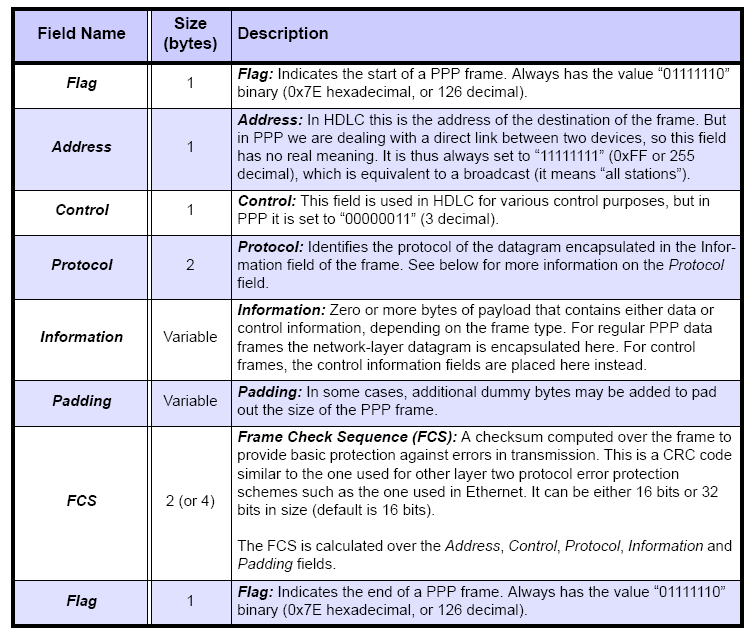 Field Name
Size
(bytes)
Description
Flag
1
Flag: Indicates the start of a PPP frame. Always has the value “01111110”
binary (0x7E hexadecimal, or 126 decimal).
Address
1
Address: In HDLC this is the address of the destination of the frame. But
in PPP we are dealing with a direct link between two devices, so this field
has no real meaning. It is thus always set to “11111111” (0xFF or 255
decimal), which is equivalent to a broadcast (it means “all stations”).
Control
1
Control: This field is used in HDLC for various control purposes, but in
PPP it is set to “00000011” (3 decimal).
Protocol
2
Protocol: Identifies the protocol of the datagram encapsulated in the Infor-
mation field of the frame. See below for more information on the Protocol
field.
Information
Variable
Information: Zero or more bytes of payload that contains either data or
control information, depending on the frame type. For regular PPP data
frames the network-layer datagram is encapsulated here. For control
frames, the control information fields are placed here instead.
Padding
Variable
Padding: In some cases, additional dummy bytes may be added to pad
out the size of the PPP frame.
FCS
2 (or 4)
Frame Check Sequence (FCS): A checksum computed over the frame to
provide basic protection against errors in transmission. This is a CRC code
similar to the one used for other layer two protocol error protection
schemes such as the one used in Ethernet. It can be either 16 bits or 32
bits in size (default is 16 bits).
The FCS is calculated over the Address, Control, Protocol, Information and
Padding fields.
Flag
1
Flag: Indicates the end of a PPP frame. Always has the value “01111110”
binary (0x7E hexadecimal, or 126 decimal).